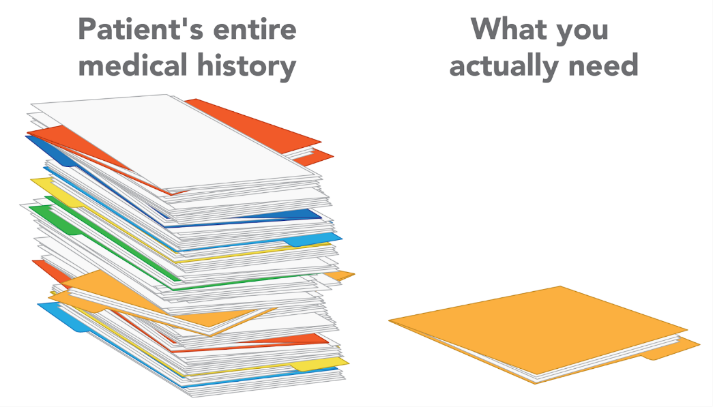 Patient's entire
medical history
What you
actually need